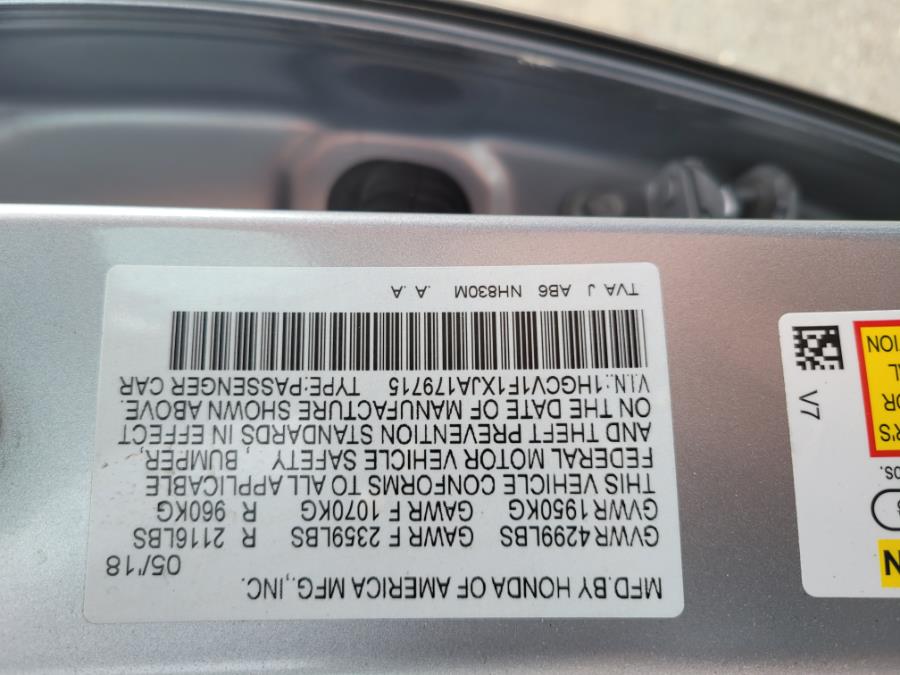 MFD.BY HONDA OF AMERICA MFG.,INC.
05/'18
GVWR 4299LBS GAWR F 2359LBS R 2116LBS
GVWR 1950KG GAWR F 1070KG R 960KG
THIS VEHICLE CONFORMS TO ALL APPLICABLE
FEDERAL MOTOR VEHICLE SAFETY , BUMPER,
AND THEFT PREVENTION STANDARDS IN EFFECT
ON THE DATE OF MANUFACTURE SHOWN ABOVE.
V.I.N.:1HGCV1F1XJA179715 TYPE:PASSENGER CAR
TVA J AB6 NH830M .A .A
V7